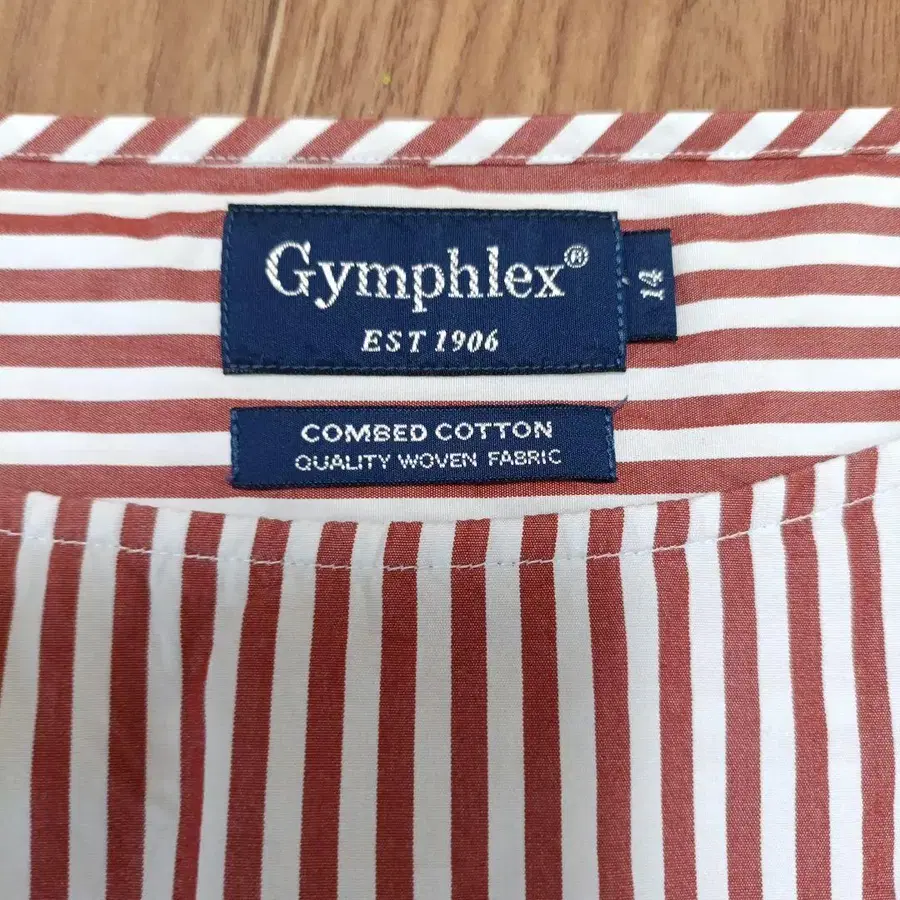 Gymphlex®
EST 1906
14
COMBED COTTON
QUALITY WOVEN FABRIC